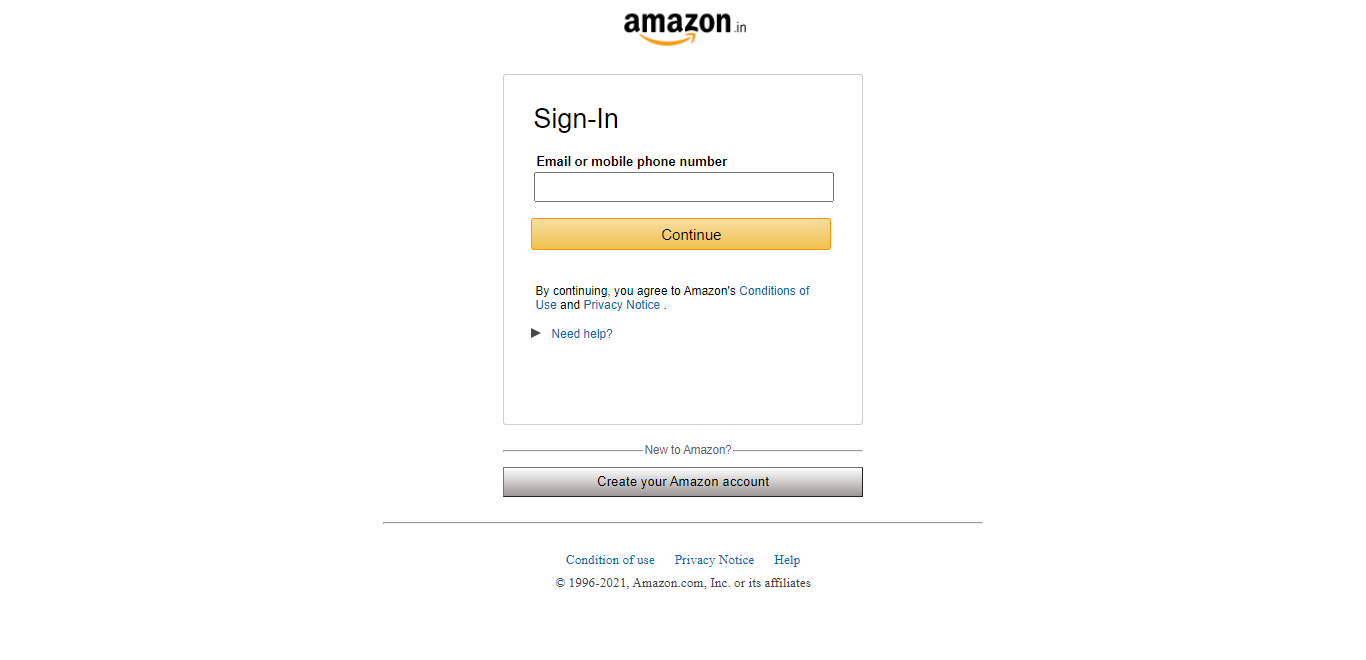 amazon.in
Sign-In
Email or mobile phone number
Continue
By continuing, you agree to Amazon's Conditions of
Use and Privacy Notice .
Need help?
New to Amazon?
Create your Amazon account
Condition of use Privacy Notice Help
© 1996-2021, Amazon.com, Inc. or its affiliates